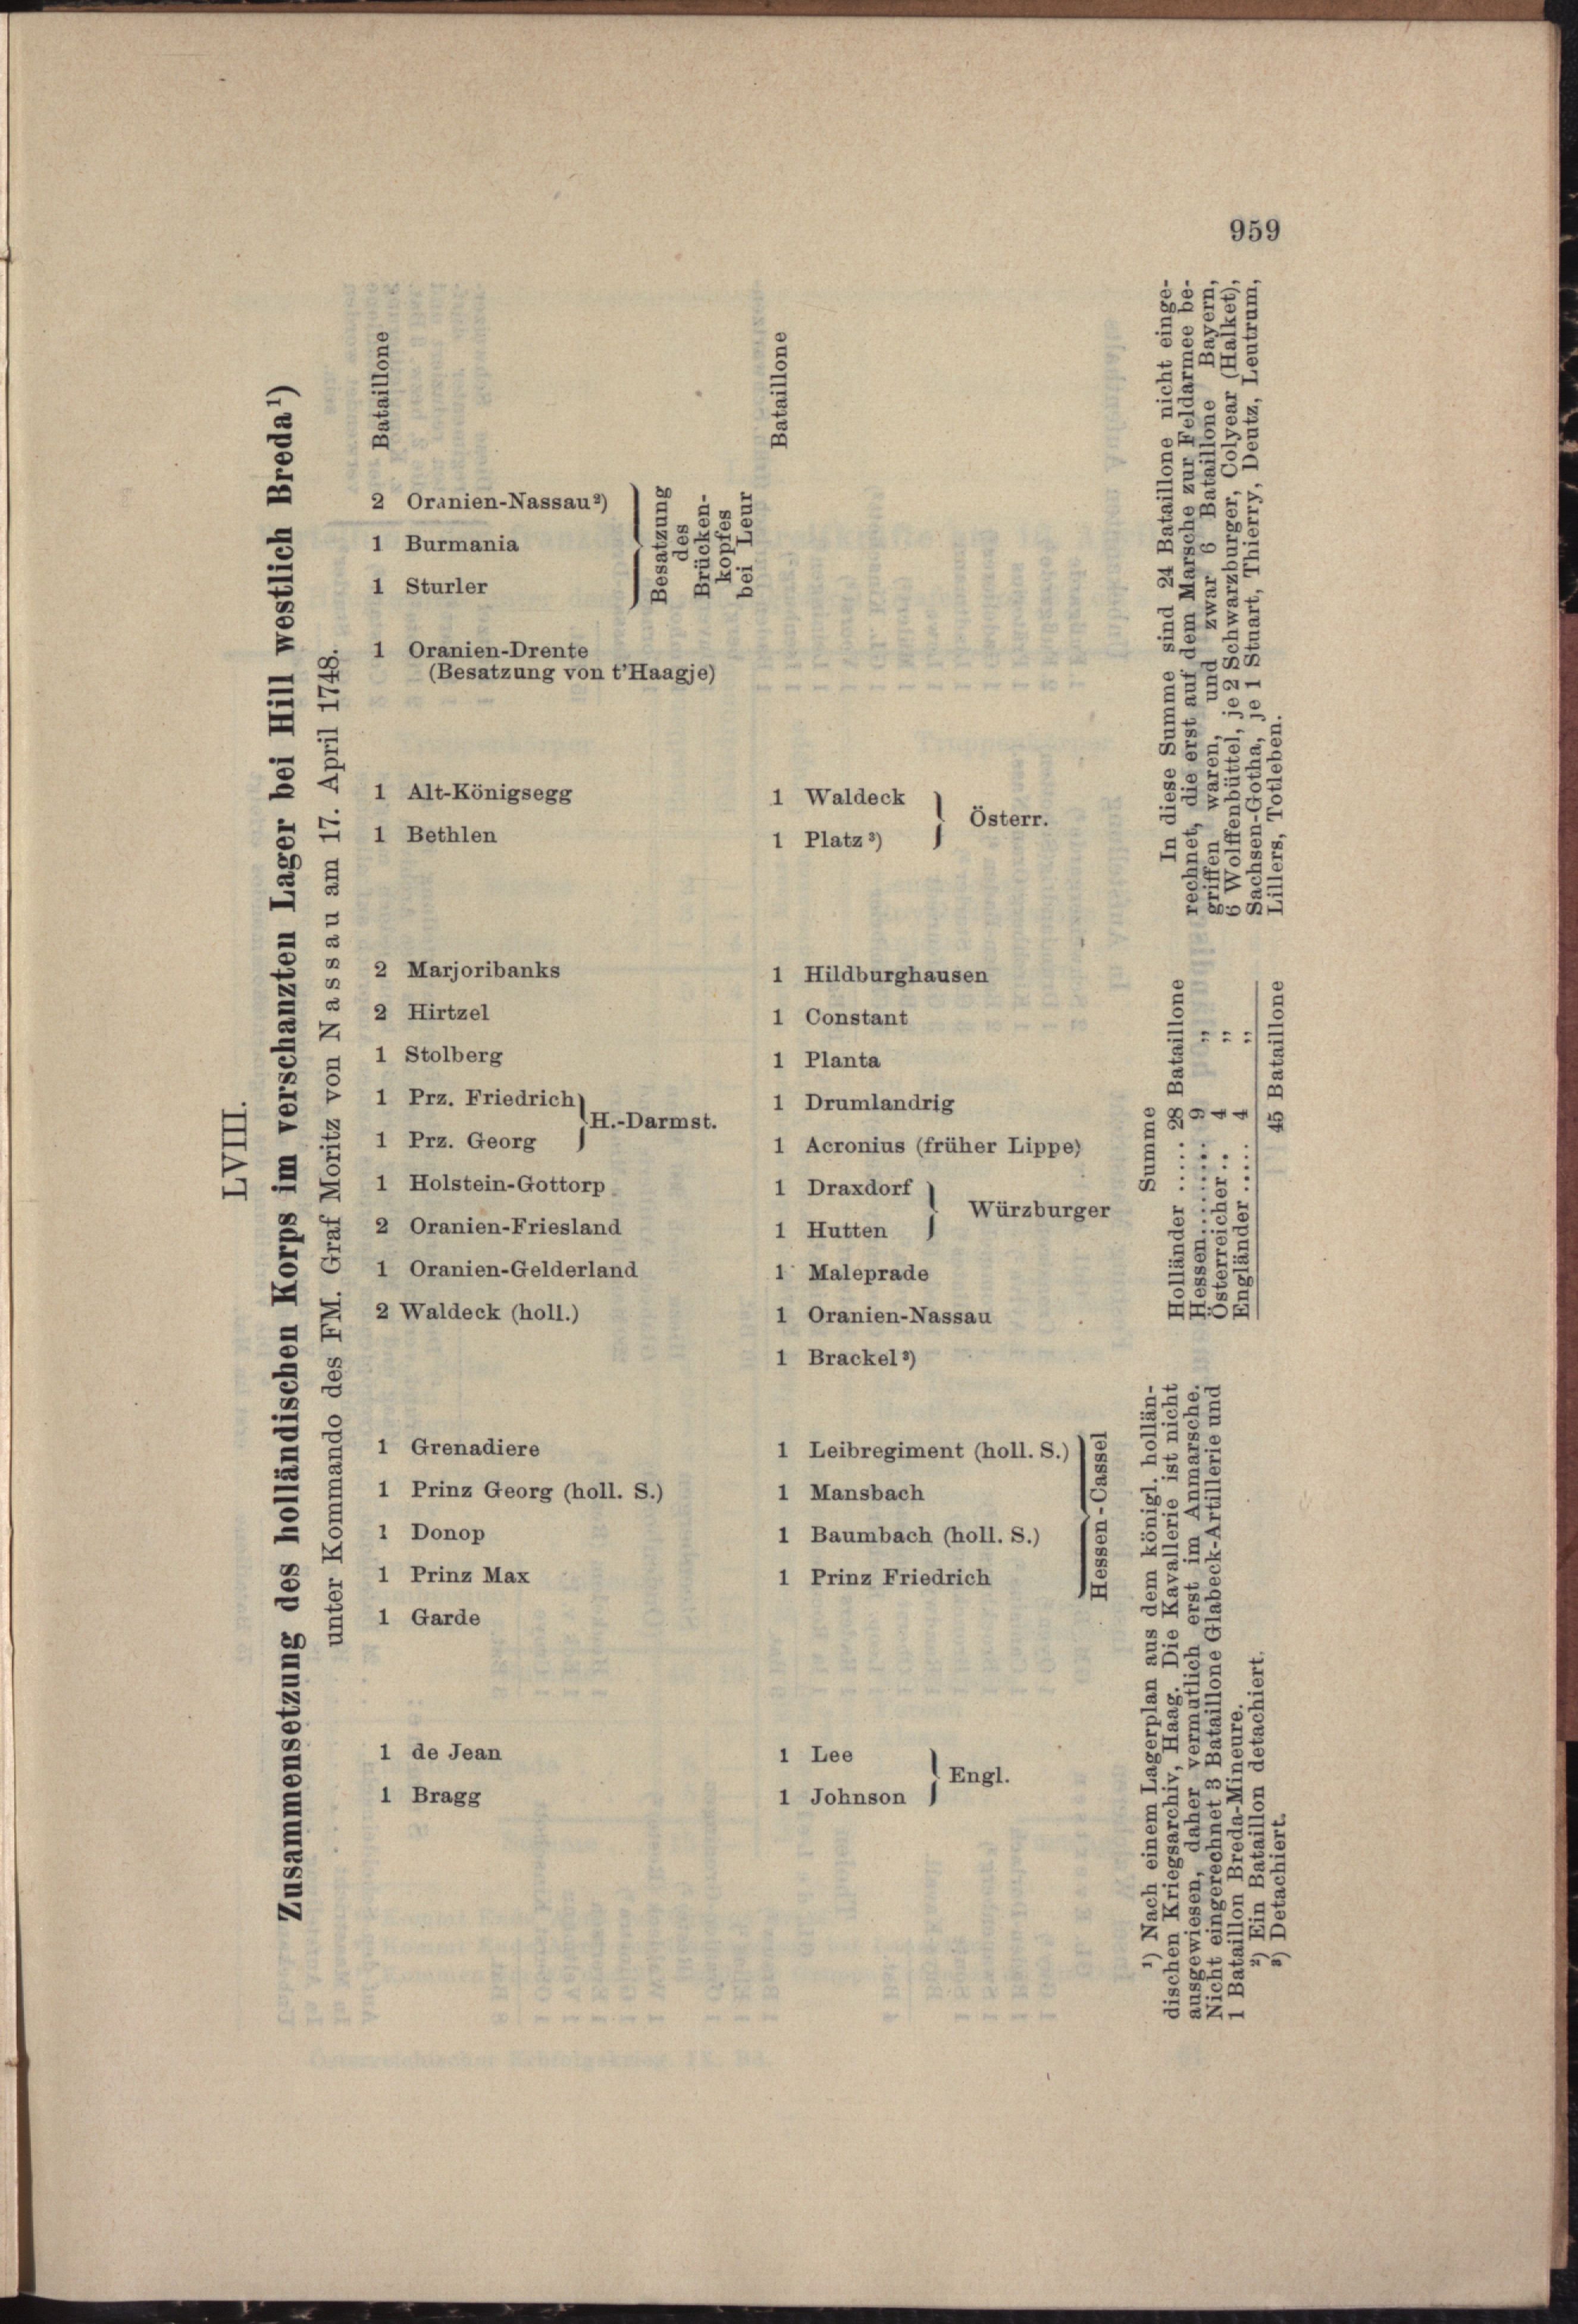 959
LVIII.
Zusammensetzung des holländischen Korps im verschanzten Lager bei Hill westlich Breda¹)
unter Kommando des FM. Graf Moritz von Nassau am 17. April 1748.
Bataillone
2 Oranien-Nassau²)
1 Burmania
1 Sturler
Besatzung
des
Brücken-
kopfes
bei Leur
1 Oranien-Drente
(Besatzung von t'Haagje)
1 Alt-Königsegg
1 Bethlen
2 Marjoribanks
2 Hirtzel
1 Stolberg
1 Prz. Friedrich
1 Prz. Georg
H.-Darmst.
1 Holstein-Gottorp
2 Oranien-Friesland
1 Oranien-Gelderland
2 Waldeck (holl.)
1 Grenadiere
1 Prinz Georg (holl. S.)
1 Donop
1 Prinz Max
1 Garde
1 de Jean
1 Bragg
Bataillone
1 Waldeck
1 Platz³)
Österr.
1 Hildburghausen
1 Constant
1 Planta
1 Drumlandrig
1 Acronius (früher Lippe)
1 Draxdorf
1 Hutten
Würzburger
1 Maleprade
1 Oranien-Nassau
1 Brackel³)
1 Leibregiment (holl. S.)
1 Mansbach
1 Baumbach (holl. S.)
1 Prinz Friedrich
Hessen-Cassel
1 Lee
1 Johnson
Engl.
¹) Nach einem Lagerplan aus dem königl. hollän-
dischen Kriegsarchiv, Haag. Die Kavallerie ist nicht
ausgewiesen, daher vermutlich erst im Anmarsche.
Nicht eingerechnet 3 Bataillone Glabeck-Artillerie und
1 Bataillon Breda-Mineure.
²) Ein Bataillon detachiert.
³) Detachiert.
Summe
Holländer ..... 28 Bataillone
Hessen......... 9 „
Österreicher.. 4 „
Engländer...... 4 „
45 Bataillone
In diese Summe sind 24 Bataillone nicht einge-
rechnet, die erst auf dem Marsche zur Feldarmee be-
griffen waren, und zwar 6 Bataillone Bayern,
6 Wolffenbüttel, je 2 Schwarzburger, Colyear (Halket),
Sachsen-Gotha, je 1 Stuart, Thierry, Deutz, Leutrum,
Lillers, Totleben.